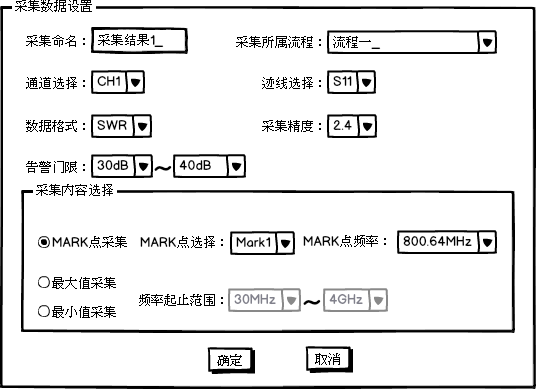 采集数据设置
采集命名： 采集结果1_ 采集所属流程： 流程一_
通道选择： CH1 迹线选择： S11
数据格式： SWR 采集精度： 2.4
告警门限： 30dB ～ 40dB
采集内容选择
MARK点采集 MARK点选择： Mark1 MARK点频率： 800.64MHz
最大值采集
频率起止范围： 30MHz ～ 4GHz
最小值采集
确定 取消